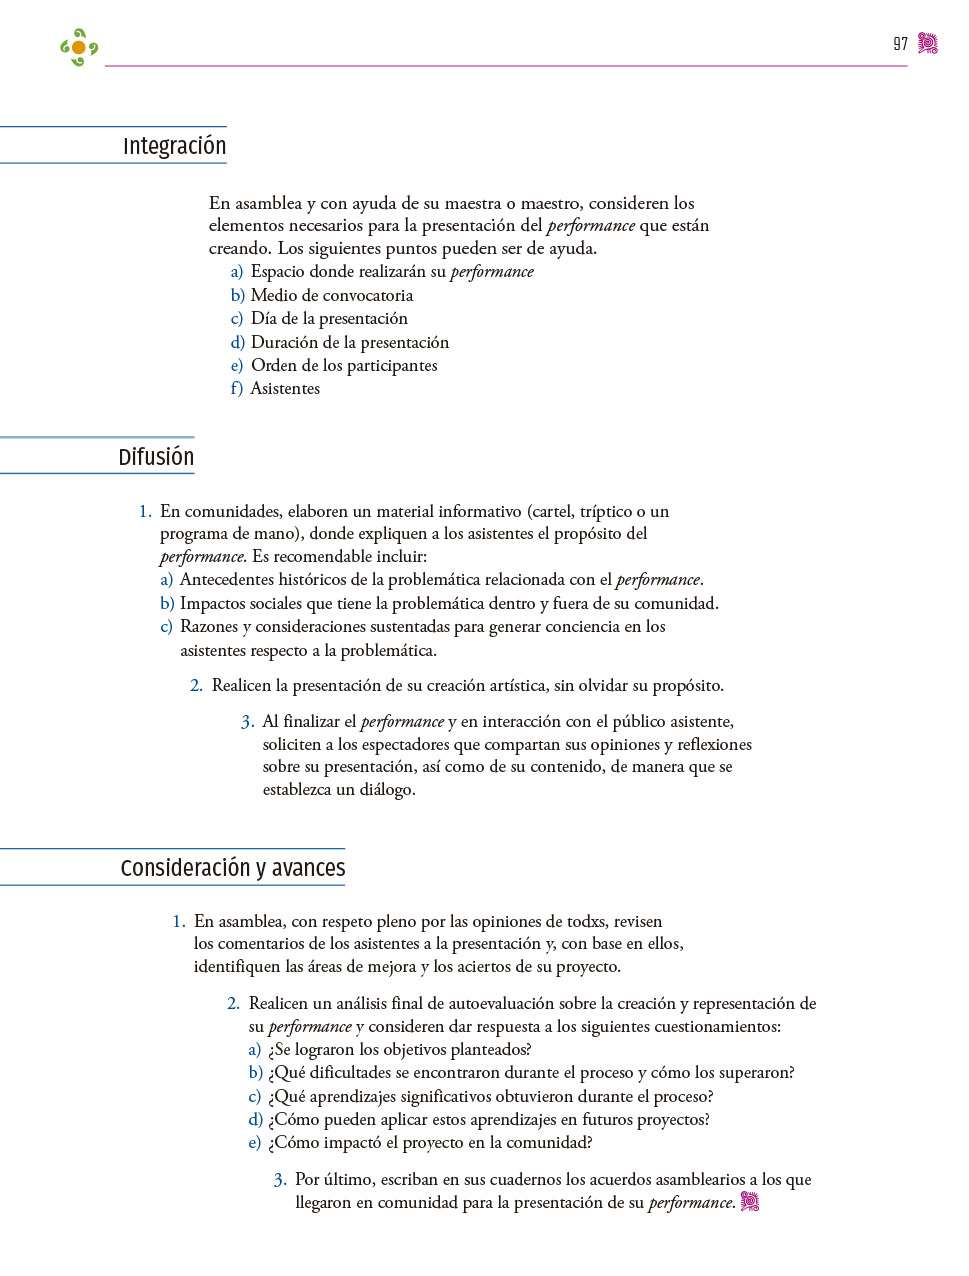 97
Integración
En asamblea y con ayuda de su maestra o maestro, consideren los
elementos necesarios para la presentación del performance que están
creando. Los siguientes puntos pueden ser de ayuda.
a) Espacio donde realizarán su performance
b) Medio de convocatoria
c) Día de la presentación
d) Duración de la presentación
e) Orden de los participantes
f) Asistentes
Difusión
1. En comunidades, elaboren un material informativo (cartel, tríptico o un
programa de mano), donde expliquen a los asistentes el propósito del
performance. Es recomendable incluir:
a) Antecedentes históricos de la problemática relacionada con el performance.
b) Impactos sociales que tiene la problemática dentro y fuera de su comunidad.
c) Razones y consideraciones sustentadas para generar conciencia en los
asistentes respecto a la problemática.
2. Realicen la presentación de su creación artística, sin olvidar su propósito.
3. Al finalizar el performance y en interacción con el público asistente,
soliciten a los espectadores que compartan sus opiniones y reflexiones
sobre su presentación, así como de su contenido, de manera que se
establezca un diálogo.
Consideración y avances
1. En asamblea, con respeto pleno por las opiniones de todxs, revisen
los comentarios de los asistentes a la presentación y, con base en ellos,
identifiquen las áreas de mejora y los aciertos de su proyecto.
2. Realicen un análisis final de autoevaluación sobre la creación y representación de
su performance y consideren dar respuesta a los siguientes cuestionamientos:
a) ¿Se lograron los objetivos planteados?
b) ¿Qué dificultades se encontraron durante el proceso y cómo los superaron?
c) ¿Qué aprendizajes significativos obtuvieron durante el proceso?
d) ¿Cómo pueden aplicar estos aprendizajes en futuros proyectos?
e) ¿Cómo impactó el proyecto en la comunidad?
3. Por último, escriban en sus cuadernos los acuerdos asamblearios a los que
llegaron en comunidad para la presentación de su performance.